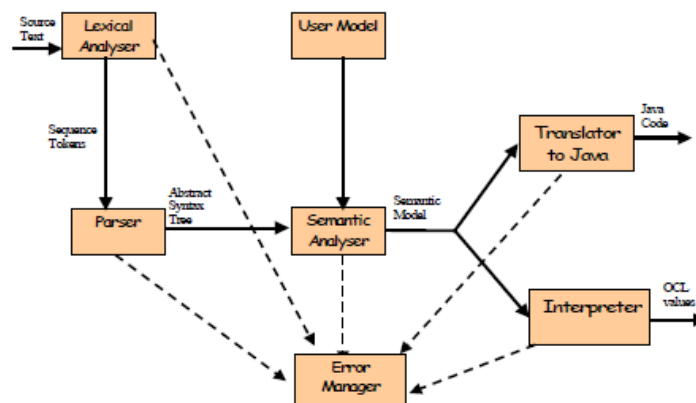 Source
Text
Lexical
Analyser
User Model
Java
Code
Translator
to Java
Sequence
Tokens
Abstract
Syntax
Tree
Parser
Semantic
Analyser
Semantic
Model
Interpreter
OCL
values
Error
Manager